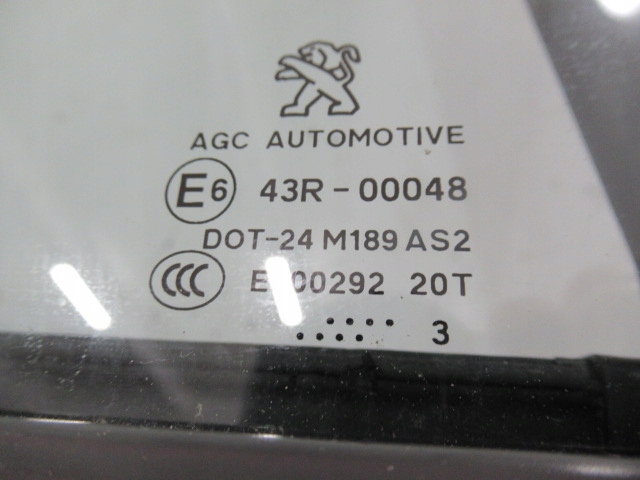 AGC AUTOMOTIVE
E6 43R-00048
DOT-24 M189 AS2
CCC E 00292 20T
3